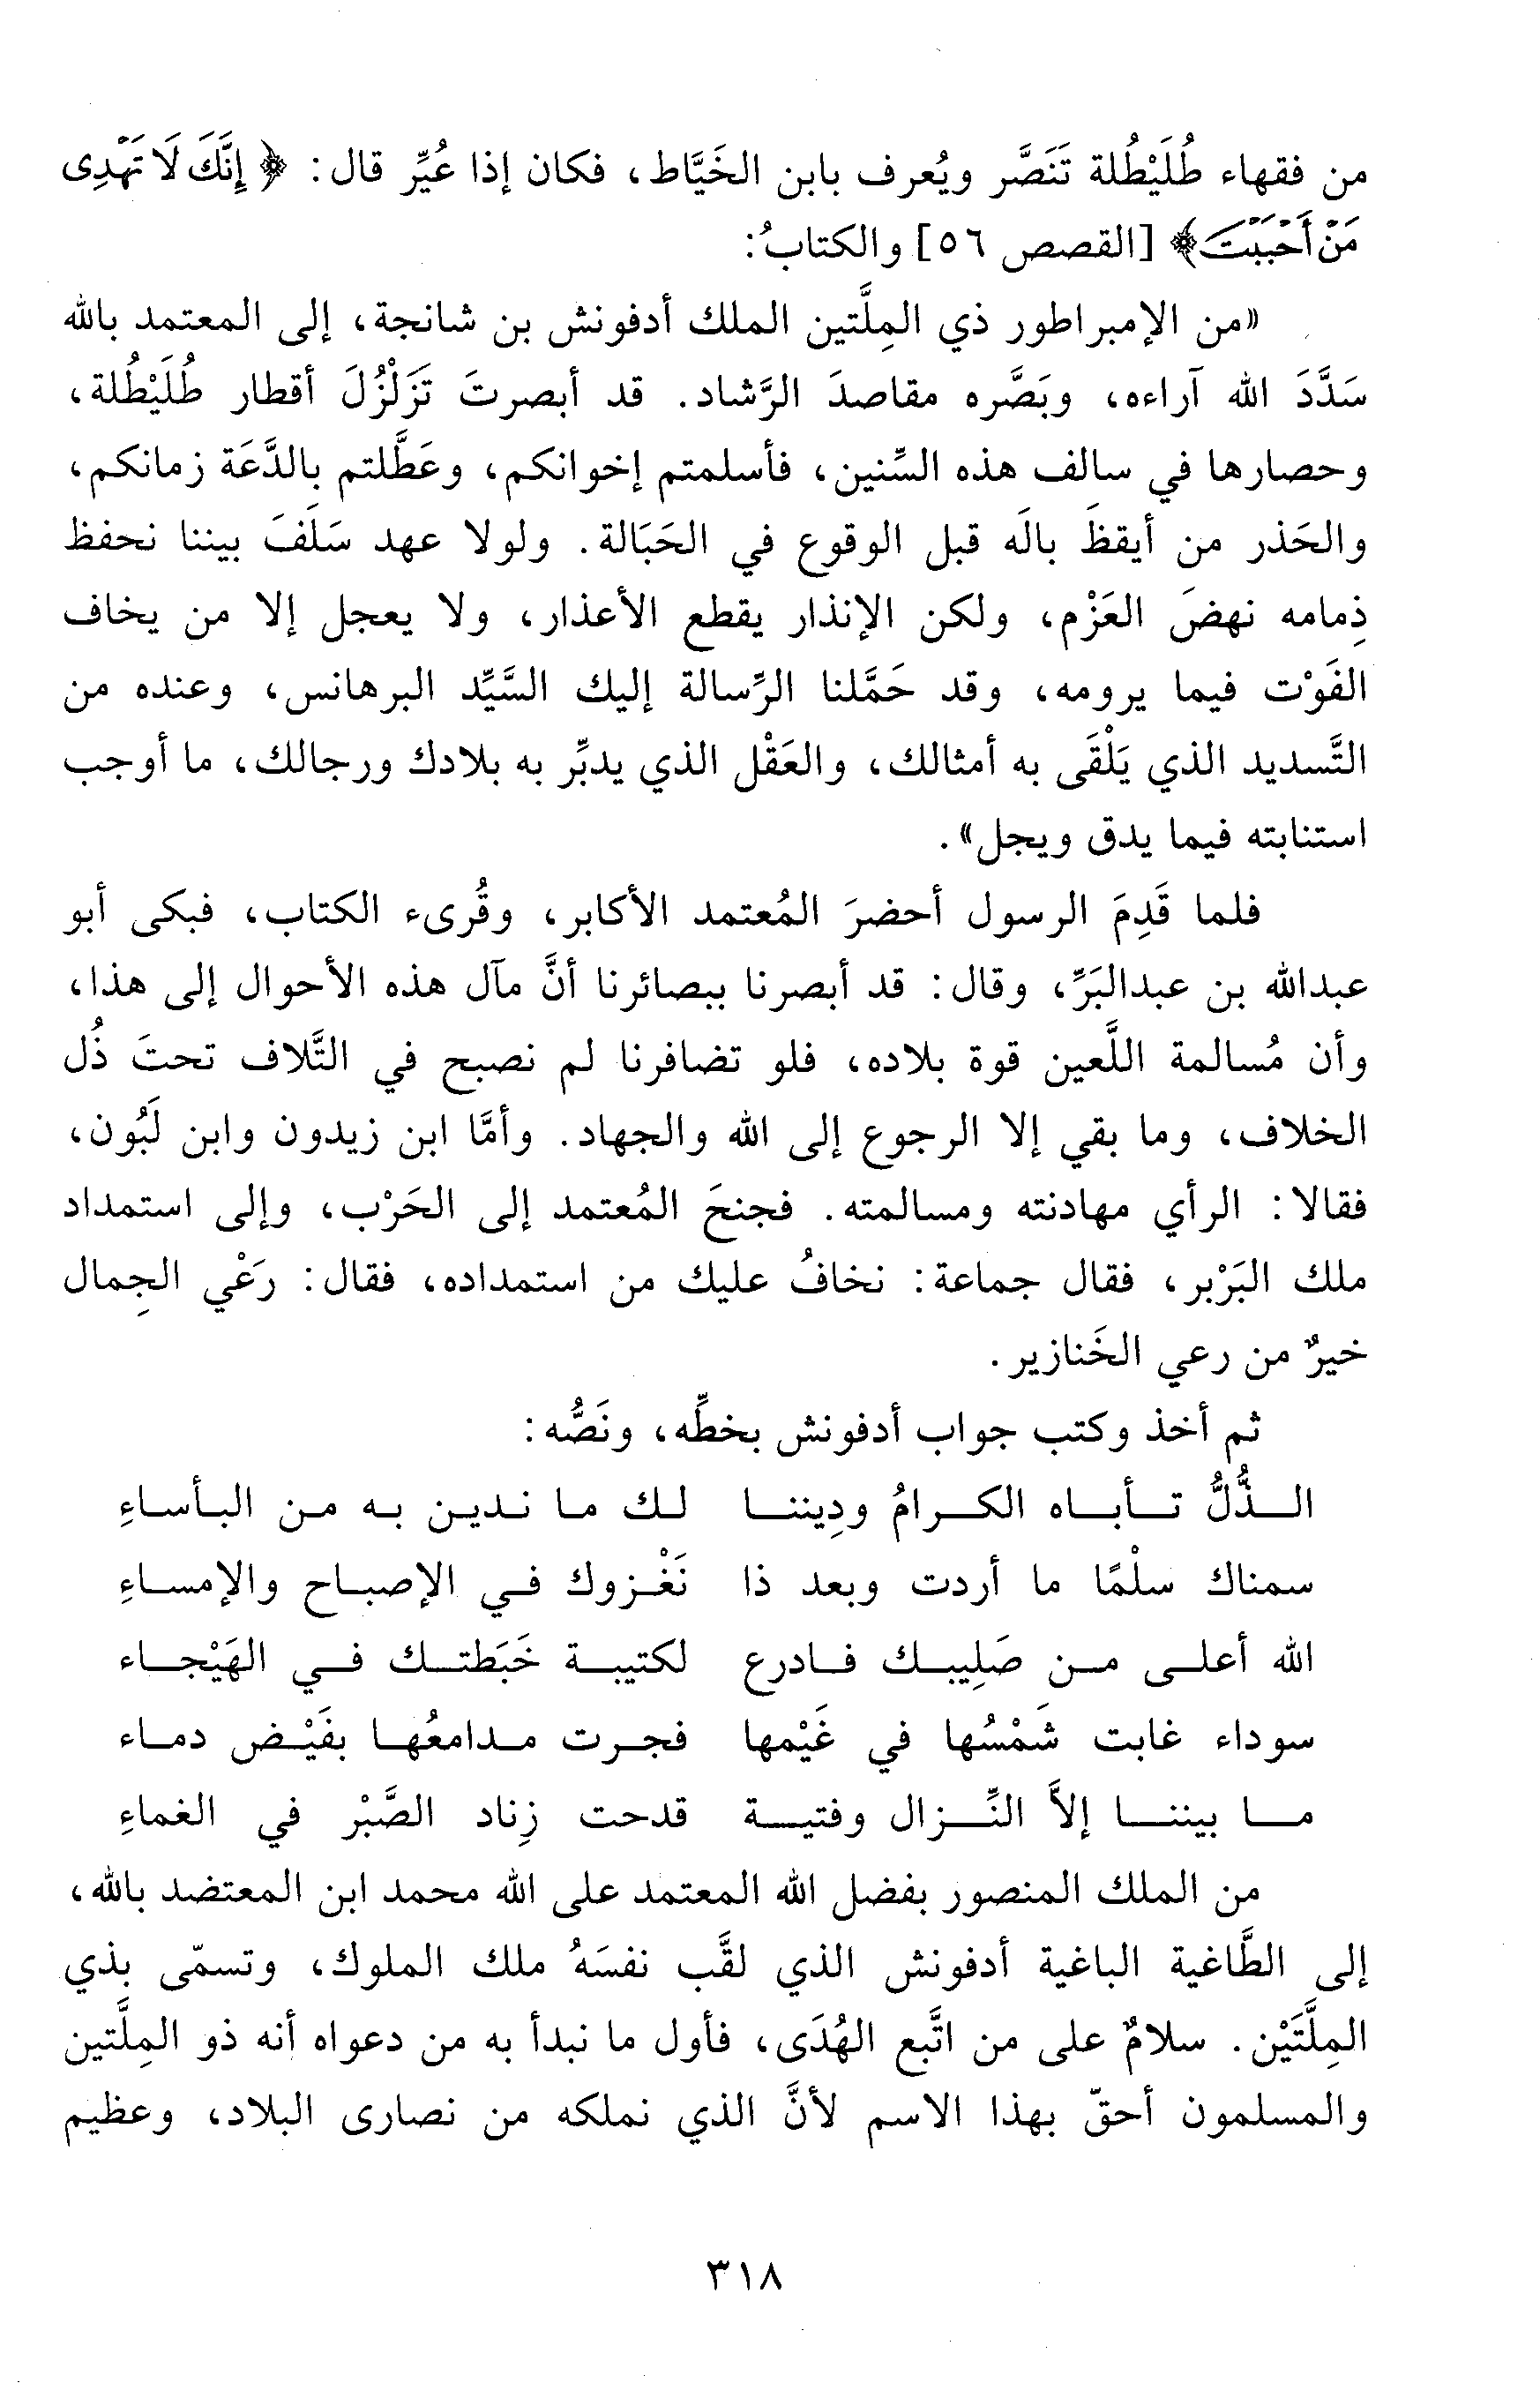 من فقهاء طُلَيْطُلة تَنَصَّر ويُعرف بابن الخَيَّاط، فكان إذا عُيِّر قال: ﴿ إِنَّكَ لَا تَهْدِى
مَنْ أَحْبَبْتَ﴾ [القصص ٥٦] والكتابُ:
«من الإمبراطور ذي المِلَّتين الملك أدفونش بن شانجة، إلى المعتمد بالله
سَدَّدَ الله آراءه، وبَصَّره مقاصدَ الرَّشاد. قد أبصرتَ تَزَلْزُلَ أقطار طُلَيْطُلة،
وحصارها في سالف هذه السِّنين، فأسلمتم إخوانكم، وعَطَّلتم بالدَّعَة زمانكم،
والحَذر من أيقظَ بالَه قبل الوقوع في الحَبَالة. ولولا عهد سَلَفَ بيننا نحفظ
ذِمامه نهضَ العَزْم، ولكن الإنذار يقطع الأعذار، ولا يعجل إلا من يخاف
الفَوْت فيما يرومه، وقد حَمَّلنا الرِّسالة إليك السَّيِّد البرهانس، وعنده من
التَّسديد الذي يَلْقَى به أمثالك، والعَقْل الذي يدبِّر به بلادك ورجالك، ما أوجب
استنابته فيما يدق ويجل».
فلما قَدِمَ الرسول أحضرَ المُعتمد الأكابر، وقُرىء الكتاب، فبكى أبو
عبدالله بن عبدالبَرِّ، وقال: قد أبصرنا ببصائرنا أنَّ مآل هذه الأحوال إلى هذا،
وأن مُسالمة اللَّعين قوة بلاده، فلو تضافرنا لم نصبح في التَّلاف تحتَ ذُل
الخلاف، وما بقي إلا الرجوع إلى الله والجهاد. وأمَّا ابن زيدون وابن لَبُون،
فقالا: الرأي مهادنته ومسالمته. فجنحَ المُعتمد إلى الحَرْب، وإلى استمداد
ملك البَرْبر، فقال جماعة: نخافُ عليك من استمداده، فقال: رَعْي الجِمال
خيرٌ من رعي الخَنازير.
ثم أخذ وكتب جواب أدفونش بخطِّه، ونَصُّه:
الـــذُّلُّ تـــأبـــاه الكـــرامُ ودِيننـــا لـك مـا نـديـن بـه مـن البـأسـاءِ
سمناك سلْمًا ما أردت وبعد ذا نَغْـزوك فـي الإصبـاح والإمسـاءِ
الله أعلـى مـن صَلِيبـك فـادرع لكتيبـة خَبَطتـك فـي الهَيْجـاء
سوداء غابت شَمْسُها في غَيْمها فجـرت مـدامعُهـا بفَيْـض دمـاء
مـــا بيننـــا إلاَّ النِّـــزال وفتيـــة قدحت زِناد الصَّبْر في الغماءِ
من الملك المنصور بفضل الله المعتمد على الله محمد ابن المعتضد بالله،
إلى الطَّاغية الباغية أدفونش الذي لقَّب نفسَهُ ملك الملوك، وتسمّى بذي
المِلَّتَيْن. سلامٌ على من اتَّبع الهُدَى، فأول ما نبدأ به من دعواه أنه ذو المِلَّتين
والمسلمون أحقّ بهذا الاسم لأنَّ الذي نملكه من نصارى البلاد، وعظيم
٣١٨